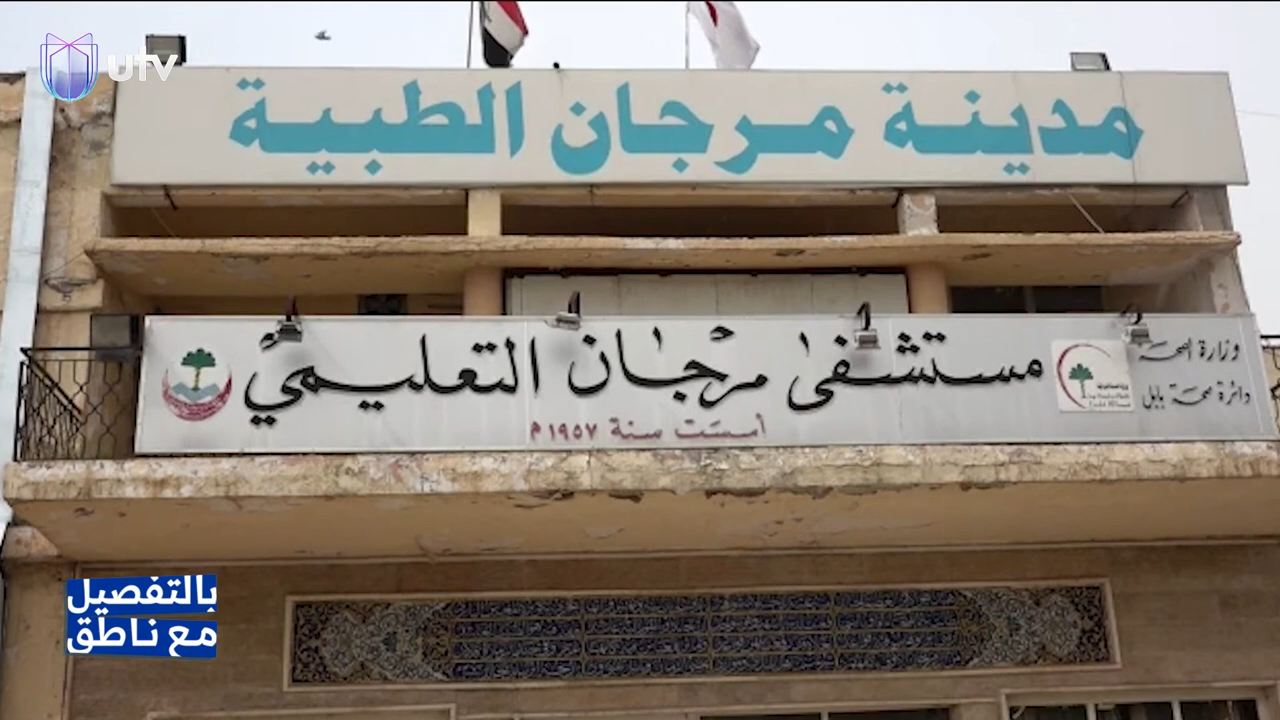 utv
مدينة مرجان الطبية
وزارة الصحة
دائرة صحة بابل
مستشفى مرجان التعليمي
أسست سنة ١٩٥٧م
بالتفصيل
مع ناطق